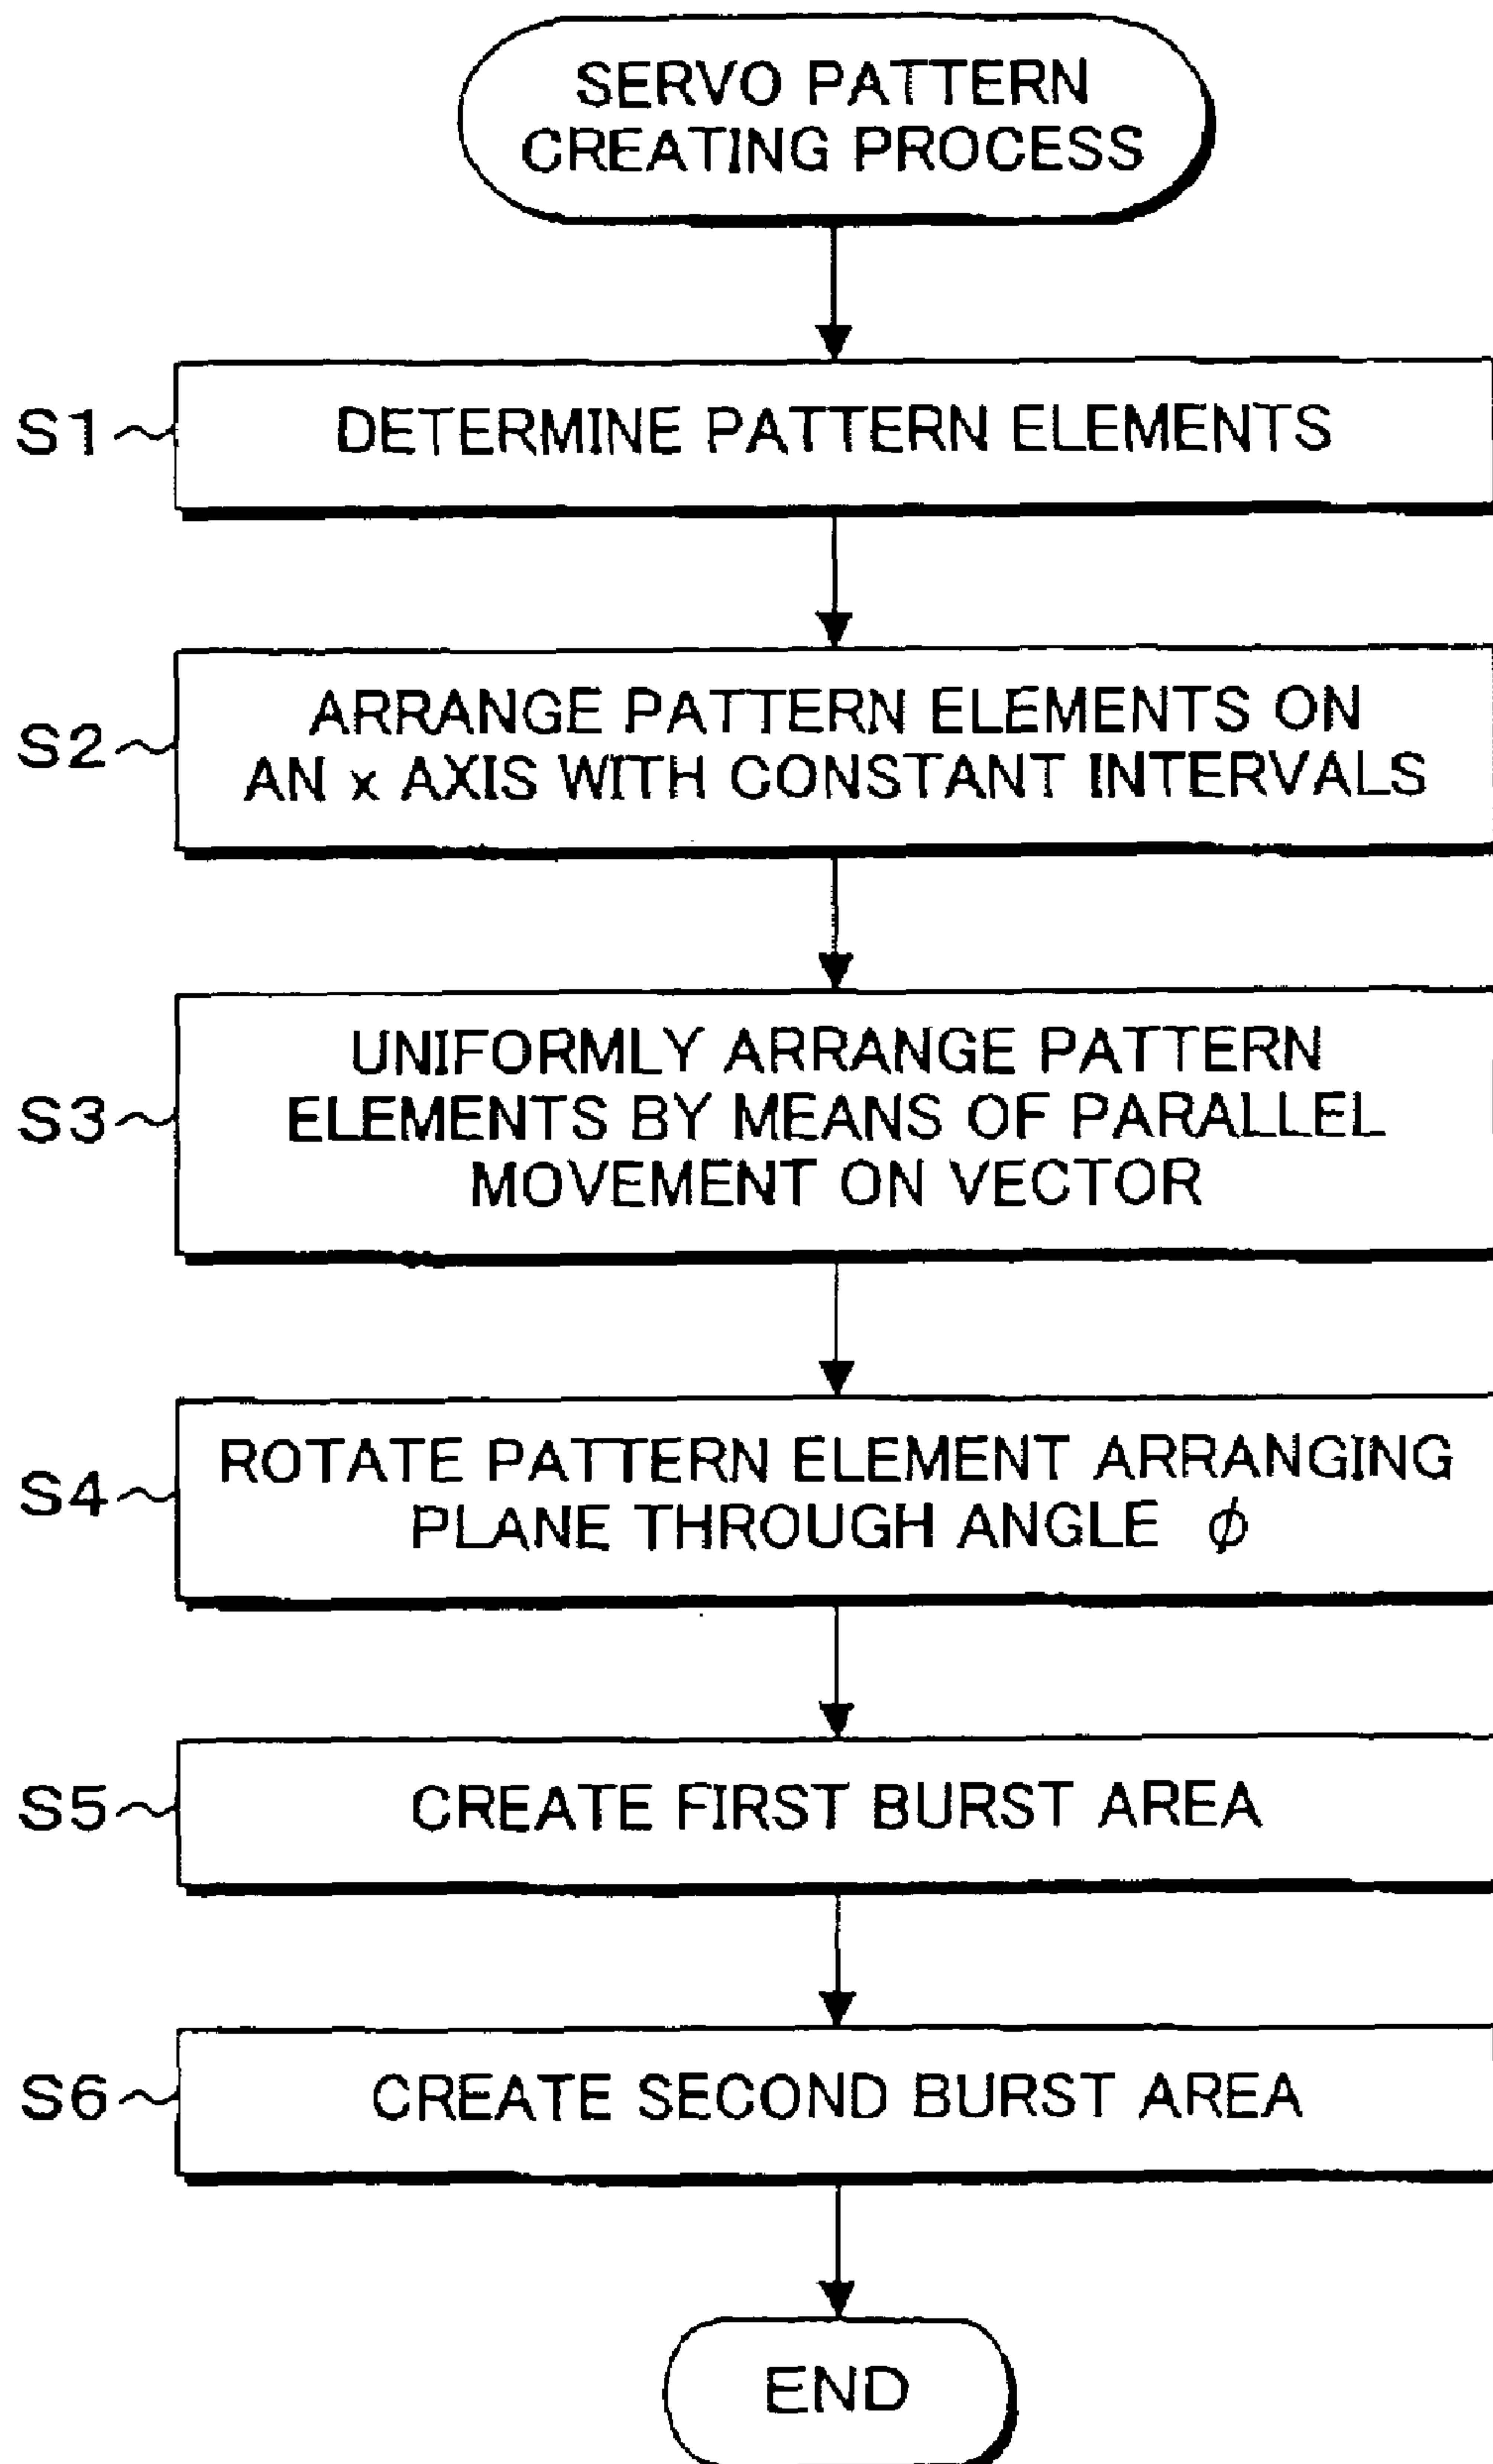 SERVO PATTERN
CREATING PROCESS
S1
DETERMINE PATTERN ELEMENTS
S2
ARRANGE PATTERN ELEMENTS ON
AN x AXIS WITH CONSTANT INTERVALS
S3
UNIFORMLY ARRANGE PATTERN
ELEMENTS BY MEANS OF PARALLEL
MOVEMENT ON VECTOR
S4
ROTATE PATTERN ELEMENT ARRANGING
PLANE THROUGH ANGLE ϕ
S5
CREATE FIRST BURST AREA
S6
CREATE SECOND BURST AREA
END